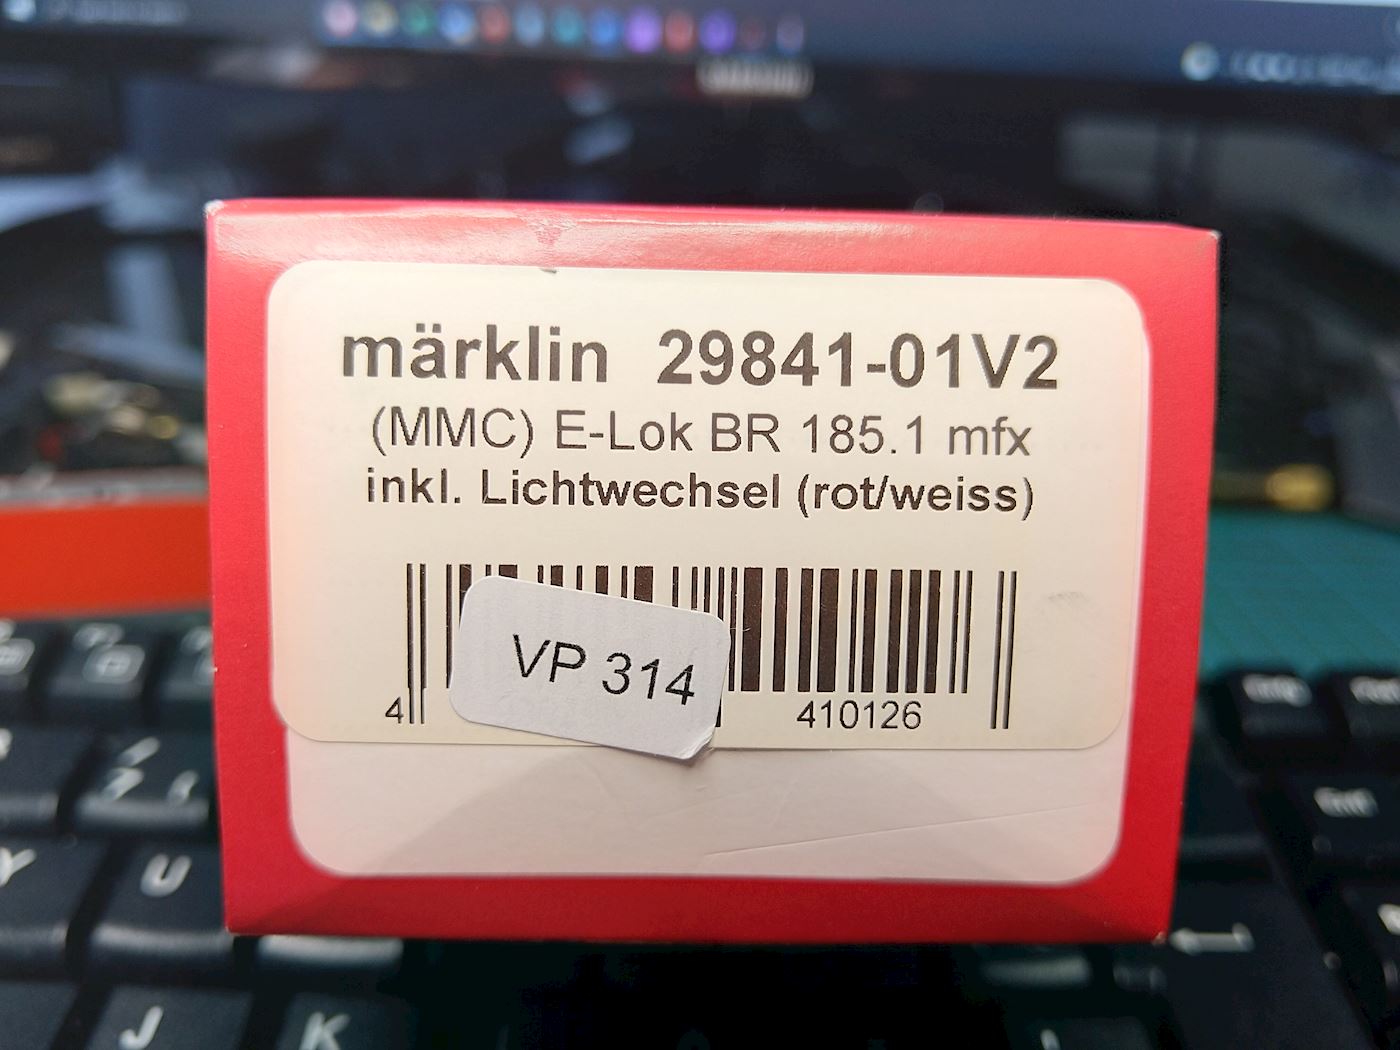 märklin 29841-01V2
(MMC) E-Lok BR 185.1 mfx
inkl. Lichtwechsel (rot/weiss)
VP 314
4 410126
Y U
J K